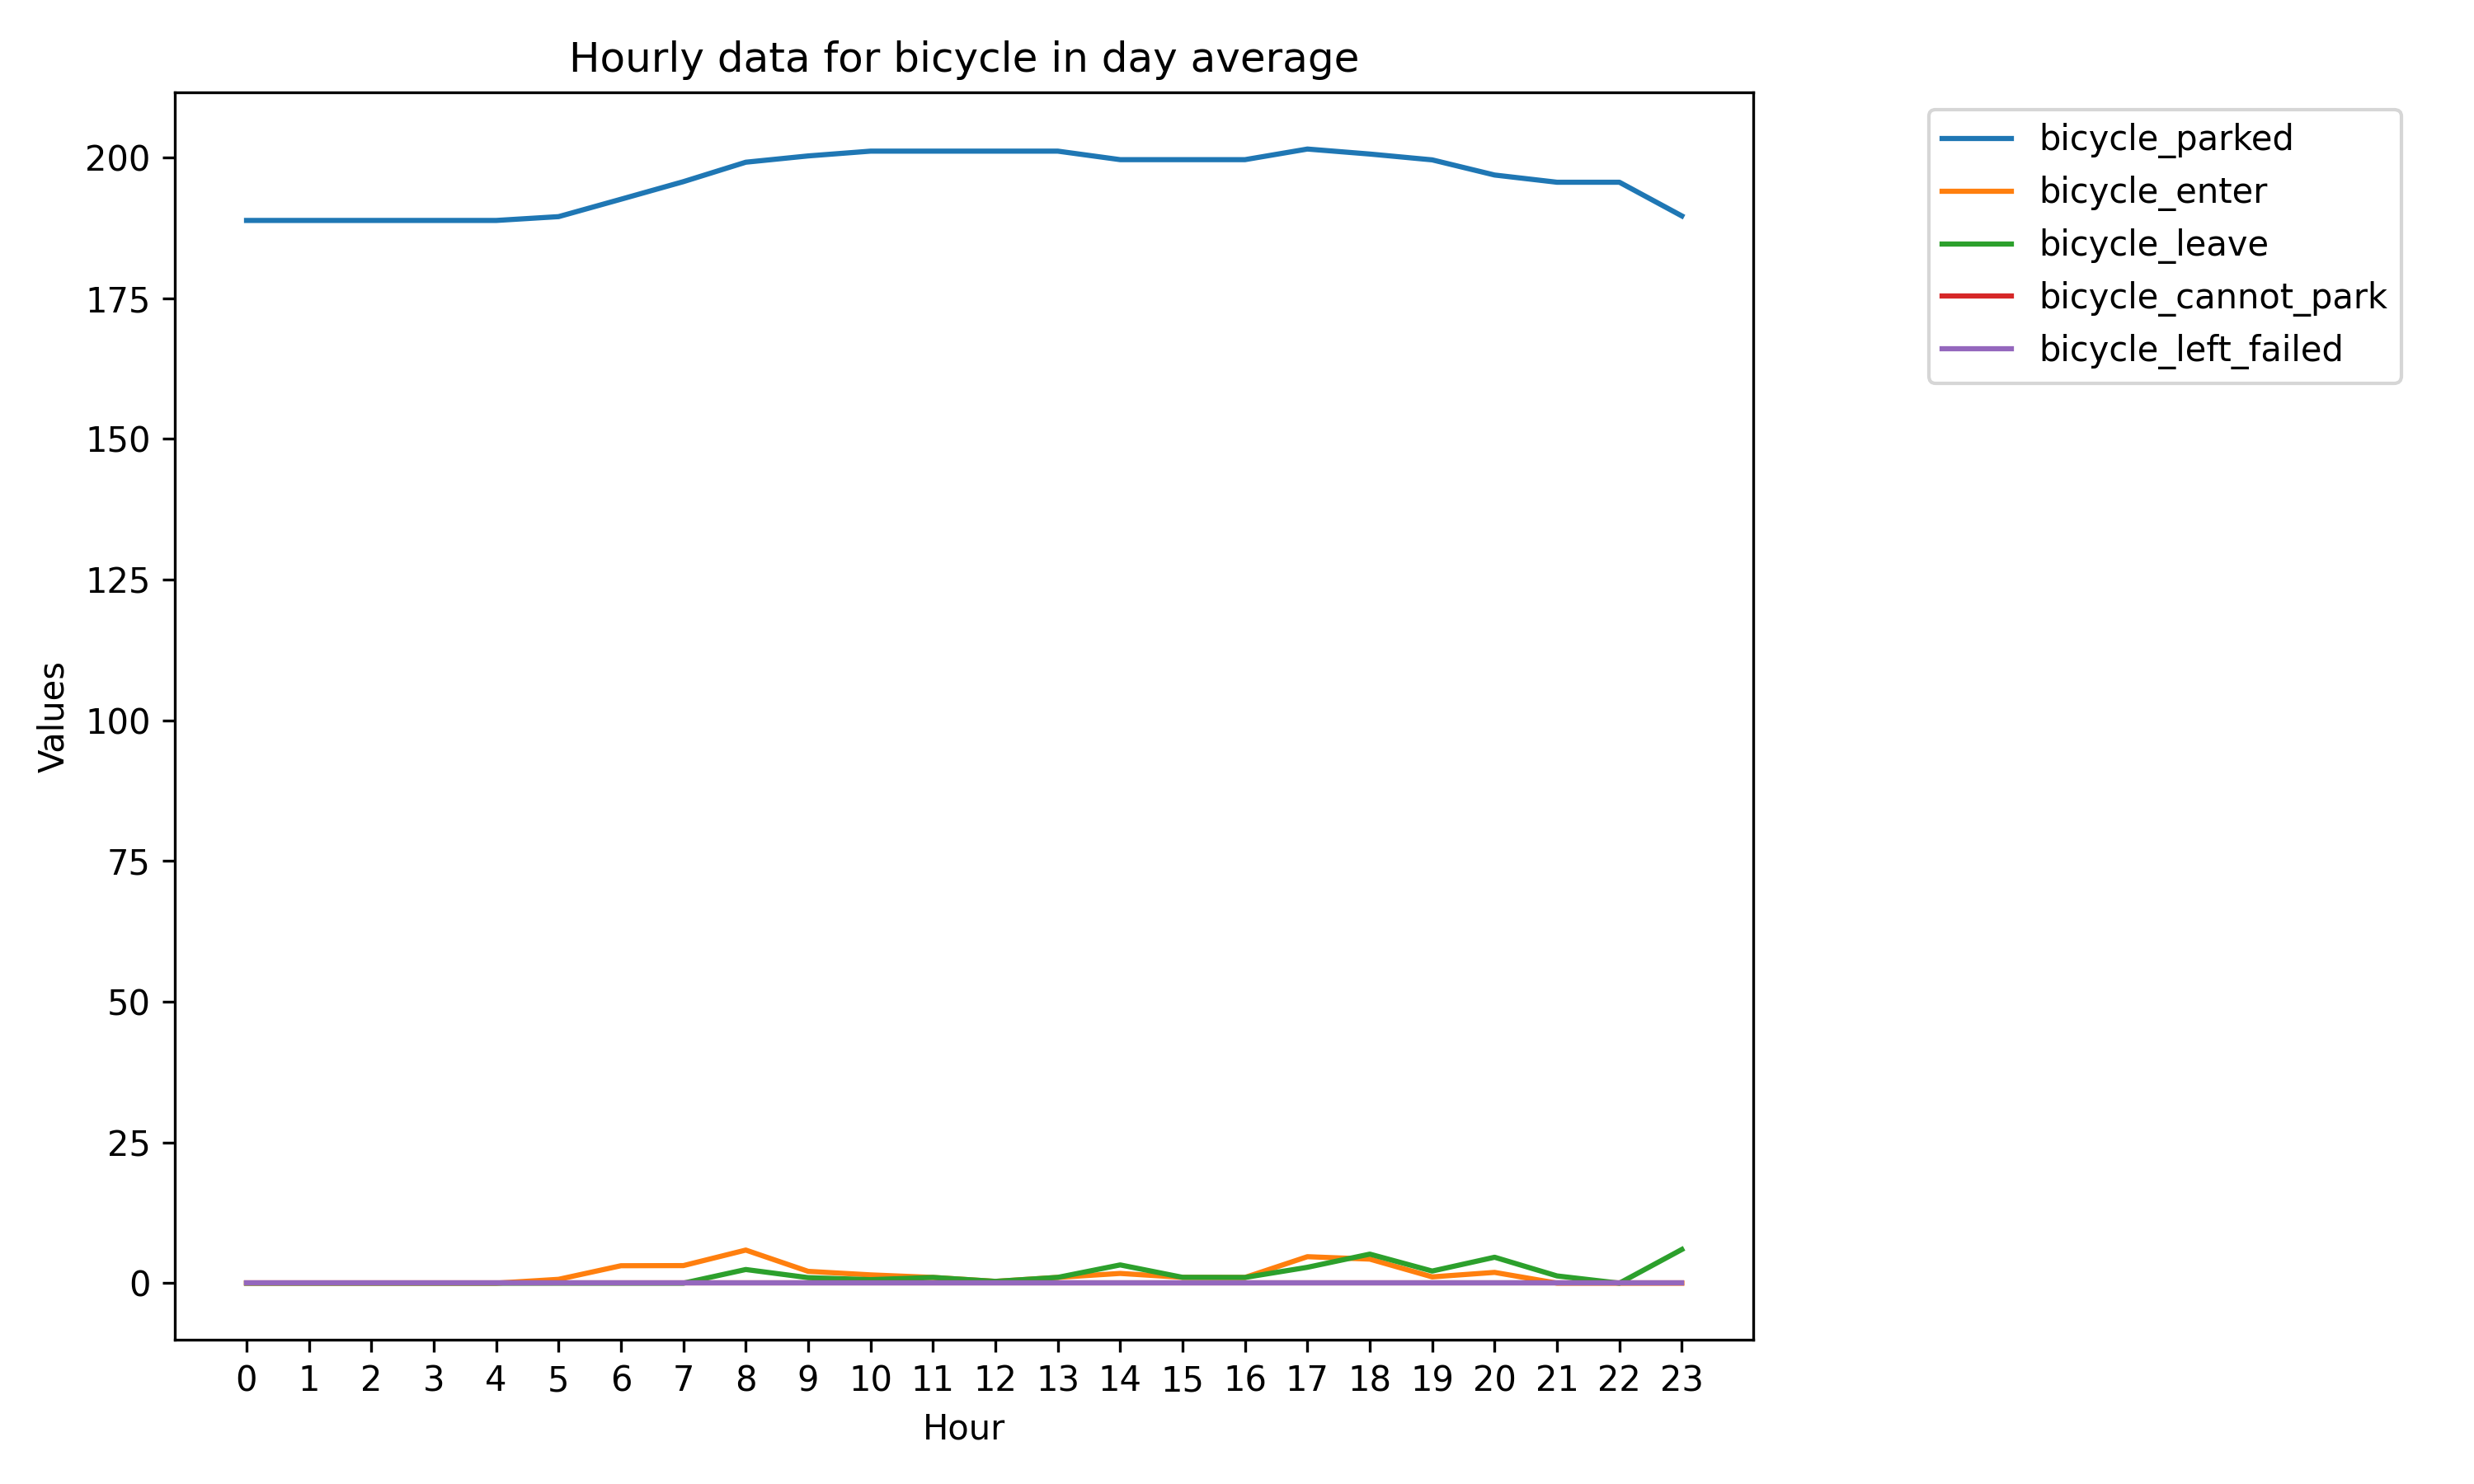 Hourly data for bicycle in day average
bicycle_parked
bicycle_enter
bicycle_leave
bicycle_cannot_park
bicycle_left_failed
200
175
150
125
100
75
50
25
0
Values
0 1 2 3 4 5 6 7 8 9 10 11 12 13 14 15 16 17 18 19 20 21 22 23
Hour